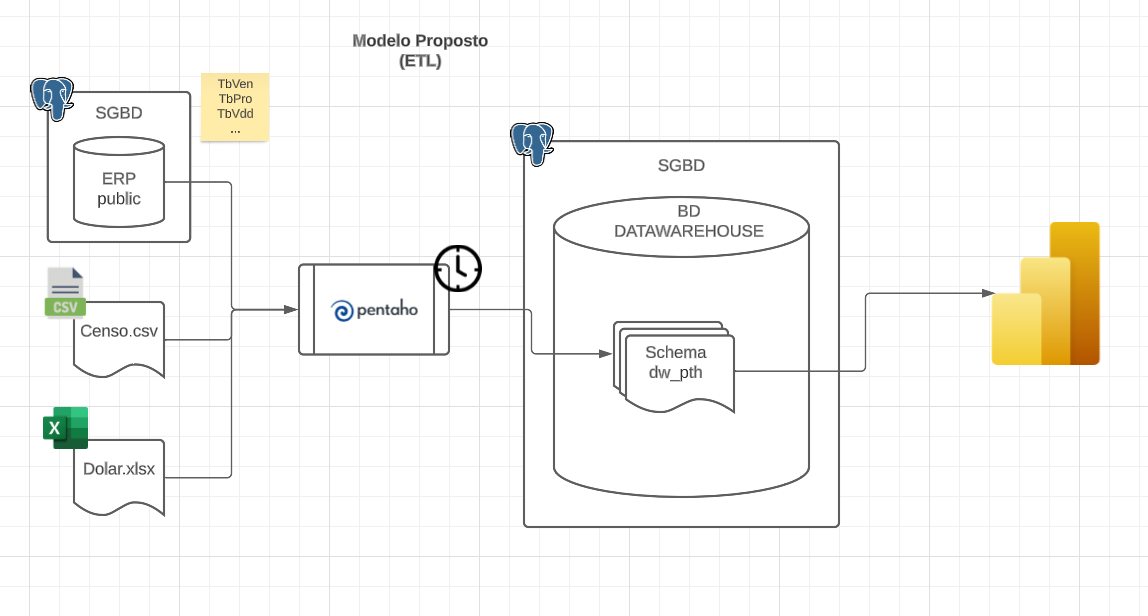 Modelo Proposto
(ETL)
SGBD
ERP
public
TbVen
TbPro
TbVdd
...
CSV
Censo.csv
X
Dolar.xlsx
pentaho
SGBD
BD
DATAWAREHOUSE
Schema
dw_pth